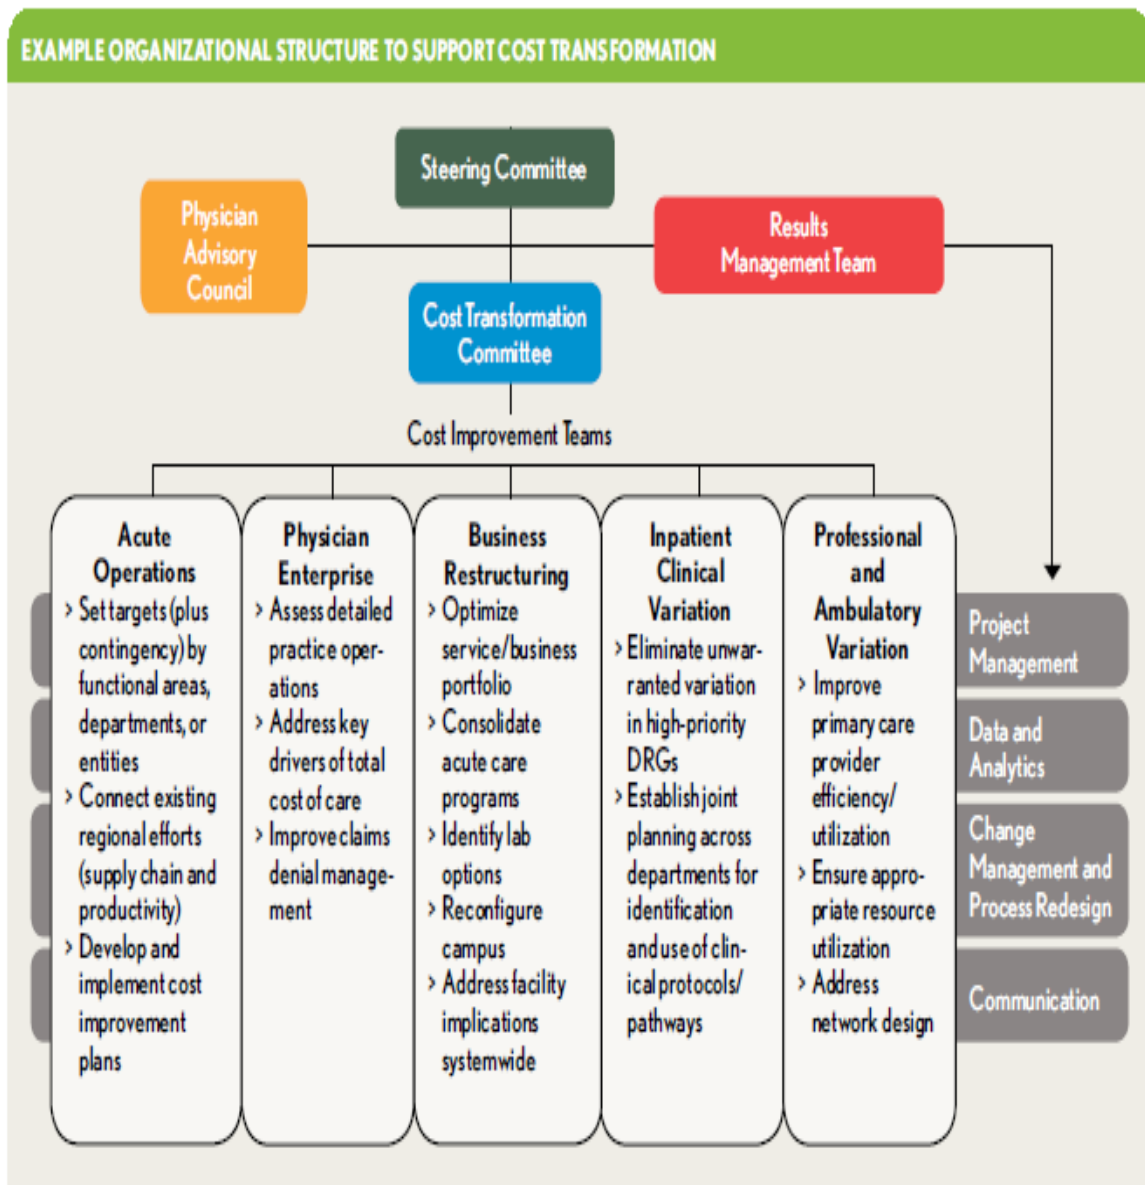 EXAMPLE ORGANIZATIONAL STRUCTURE TO SUPPORT COST TRANSFORMATION
Steering Committee
Physician
Advisory
Council
Results
Management Team
Cost Transformation
Committee
Cost Improvement Teams
Acute
Operations
> Set targets (plus
contingency) by
functional areas,
departments, or
entities
> Connect existing
regional efforts
(supply chain and
productivity)
> Develop and
implement cost
improvement
plans
Physician
Enterprise
> Assess detailed
practice oper-
ations
> Address key
drivers of total
cost of care
> Improve claims
denial manage-
ment
Business
Restructuring
> Optimize
service/business
portfolio
> Consolidate
acute care
programs
> Identify lab
options
> Reconfigure
campus
> Address facility
implications
systemwide
Inpatient
Clinical
Variation
> Eliminate unwar-
ranted variation
in high-priority
DRGs
> Establish joint
planning across
departments for
identification
and use of clin-
ical protocols/
pathways
Professional
and
Ambulatory
Variation
> Improve
primary care
provider
efficiency/
utilization
> Ensure appro-
priate resource
utilization
> Address
network design
Project
Management
Data and
Analytics
Change
Management and
Process Redesign
Communication